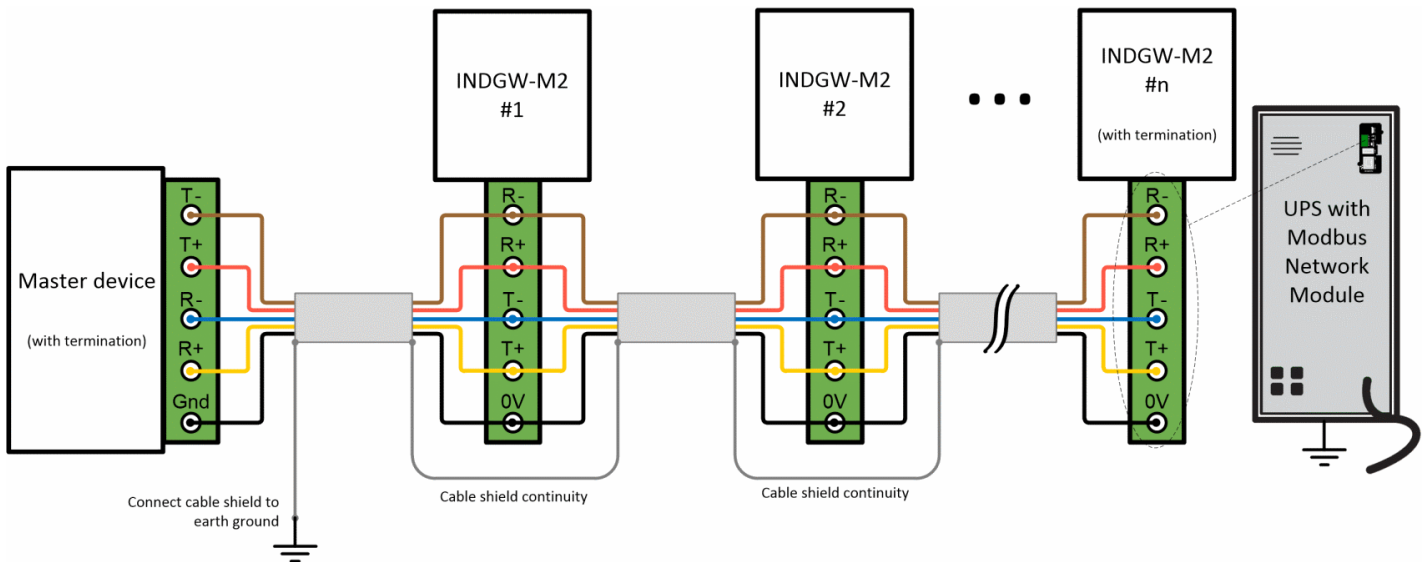 INDGW-M2
#1
INDGW-M2
#2
INDGW-M2
#n
(with termination)
Master device
(with termination)
T-
T+
R-
R+
Gnd
R-
R+
T-
T+
0V
R-
R+
T-
T+
0V
R-
R+
T-
T+
0V
UPS with
Modbus
Network
Module
Connect cable shield to
earth ground
Cable shield continuity
Cable shield continuity